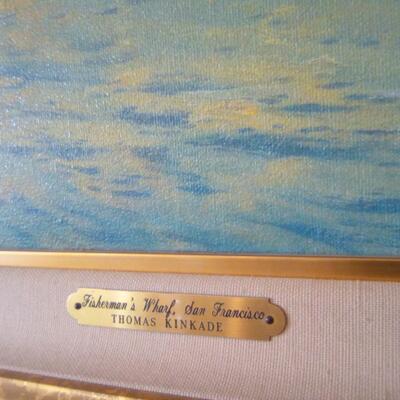 Fisherman's Wharf, San Francisco
THOMAS KINKADE